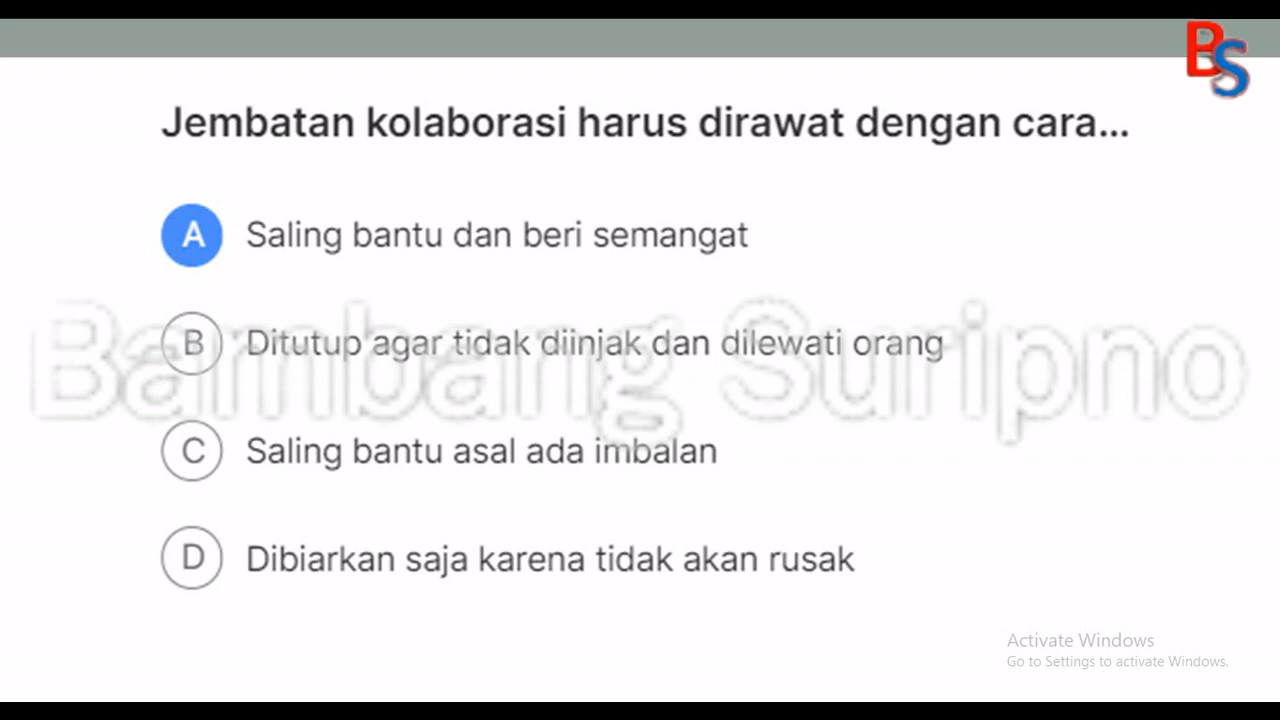 BS
Jembatan kolaborasi harus dirawat dengan cara...
A Saling bantu dan beri semangat
B Ditutup agar tidak diinjak dan dilewati orang
Bambang Suripno
C Saling bantu asal ada imbalan
D Dibiarkan saja karena tidak akan rusak
Activate Windows
Go to Settings to activate Windows.